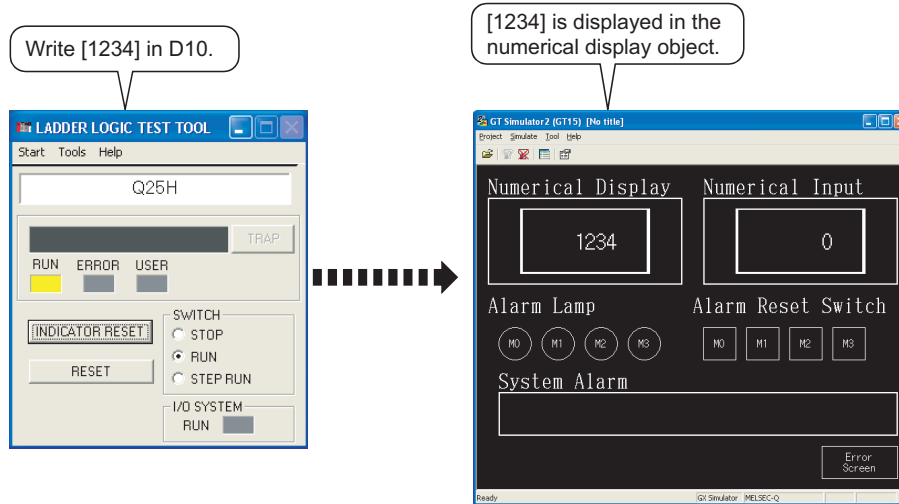 Write [1234] in D10.
[1234] is displayed in the
numerical display object.
LADDER LOGIC TEST TOOL
Start Tools Help
Q25H
TRAP
RUN ERROR USER
INDICATOR RESET
RESET
SWITCH
STOP
RUN
STEP RUN
I/O SYSTEM
RUN
GT Simulator2 (GT15) [No title]
Project Simulate Tool Help
Numerical Display Numerical Input
1234 0
Alarm Lamp Alarm Reset Switch
M0 M1 M2 M3 M0 M1 M2 M3
System Alarm
Error
Screen
Ready GX Simulator MELSEC-Q